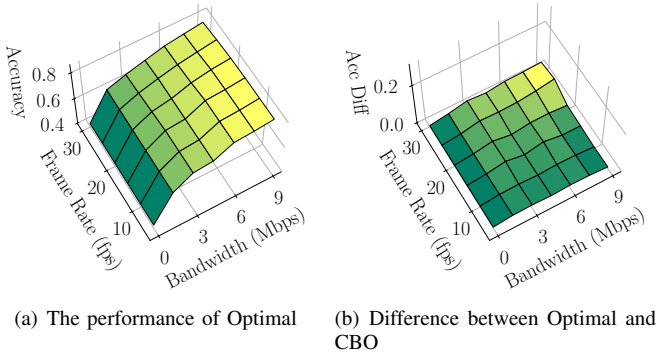 Accuracy
0.8
0.6
0.4
30
20
10
Frame Rate (fps)
0
3
6
9
Bandwidth (Mbps)
Acc Diff
0.2
0.0
30
20
10
Frame Rate (fps)
0
3
6
9
Bandwidth (Mbps)
(a) The performance of Optimal
(b) Difference between Optimal and
CBO